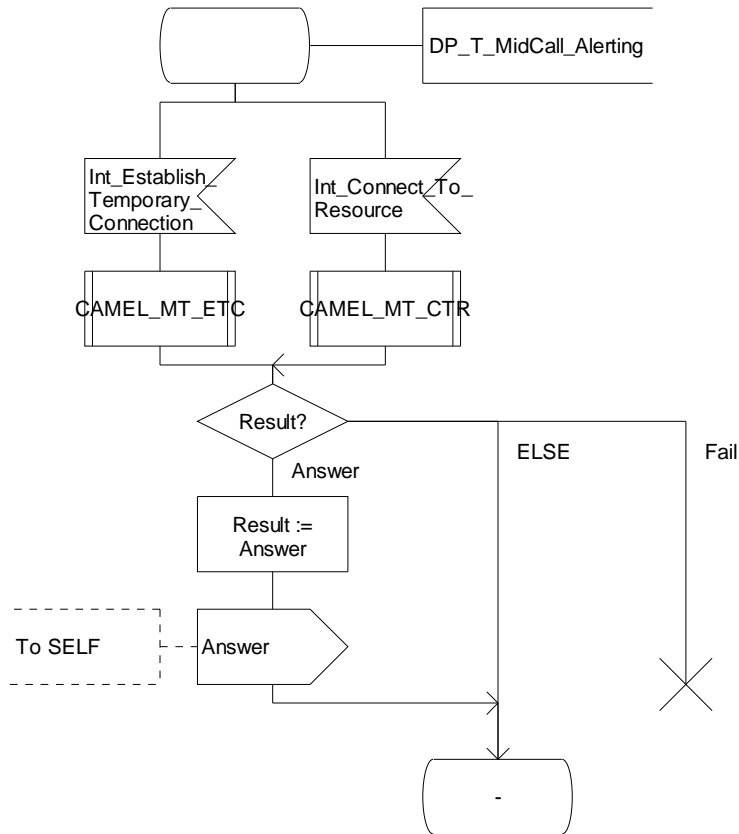 DP_T_MidCall_Alerting
Int_Establish_
Temporary_
Connection
Int_Connect_To_
Resource
CAMEL_MT_ETC
CAMEL_MT_CTR
Result?
ELSE
Fail
Answer
Result :=
Answer
To SELF
Answer
-